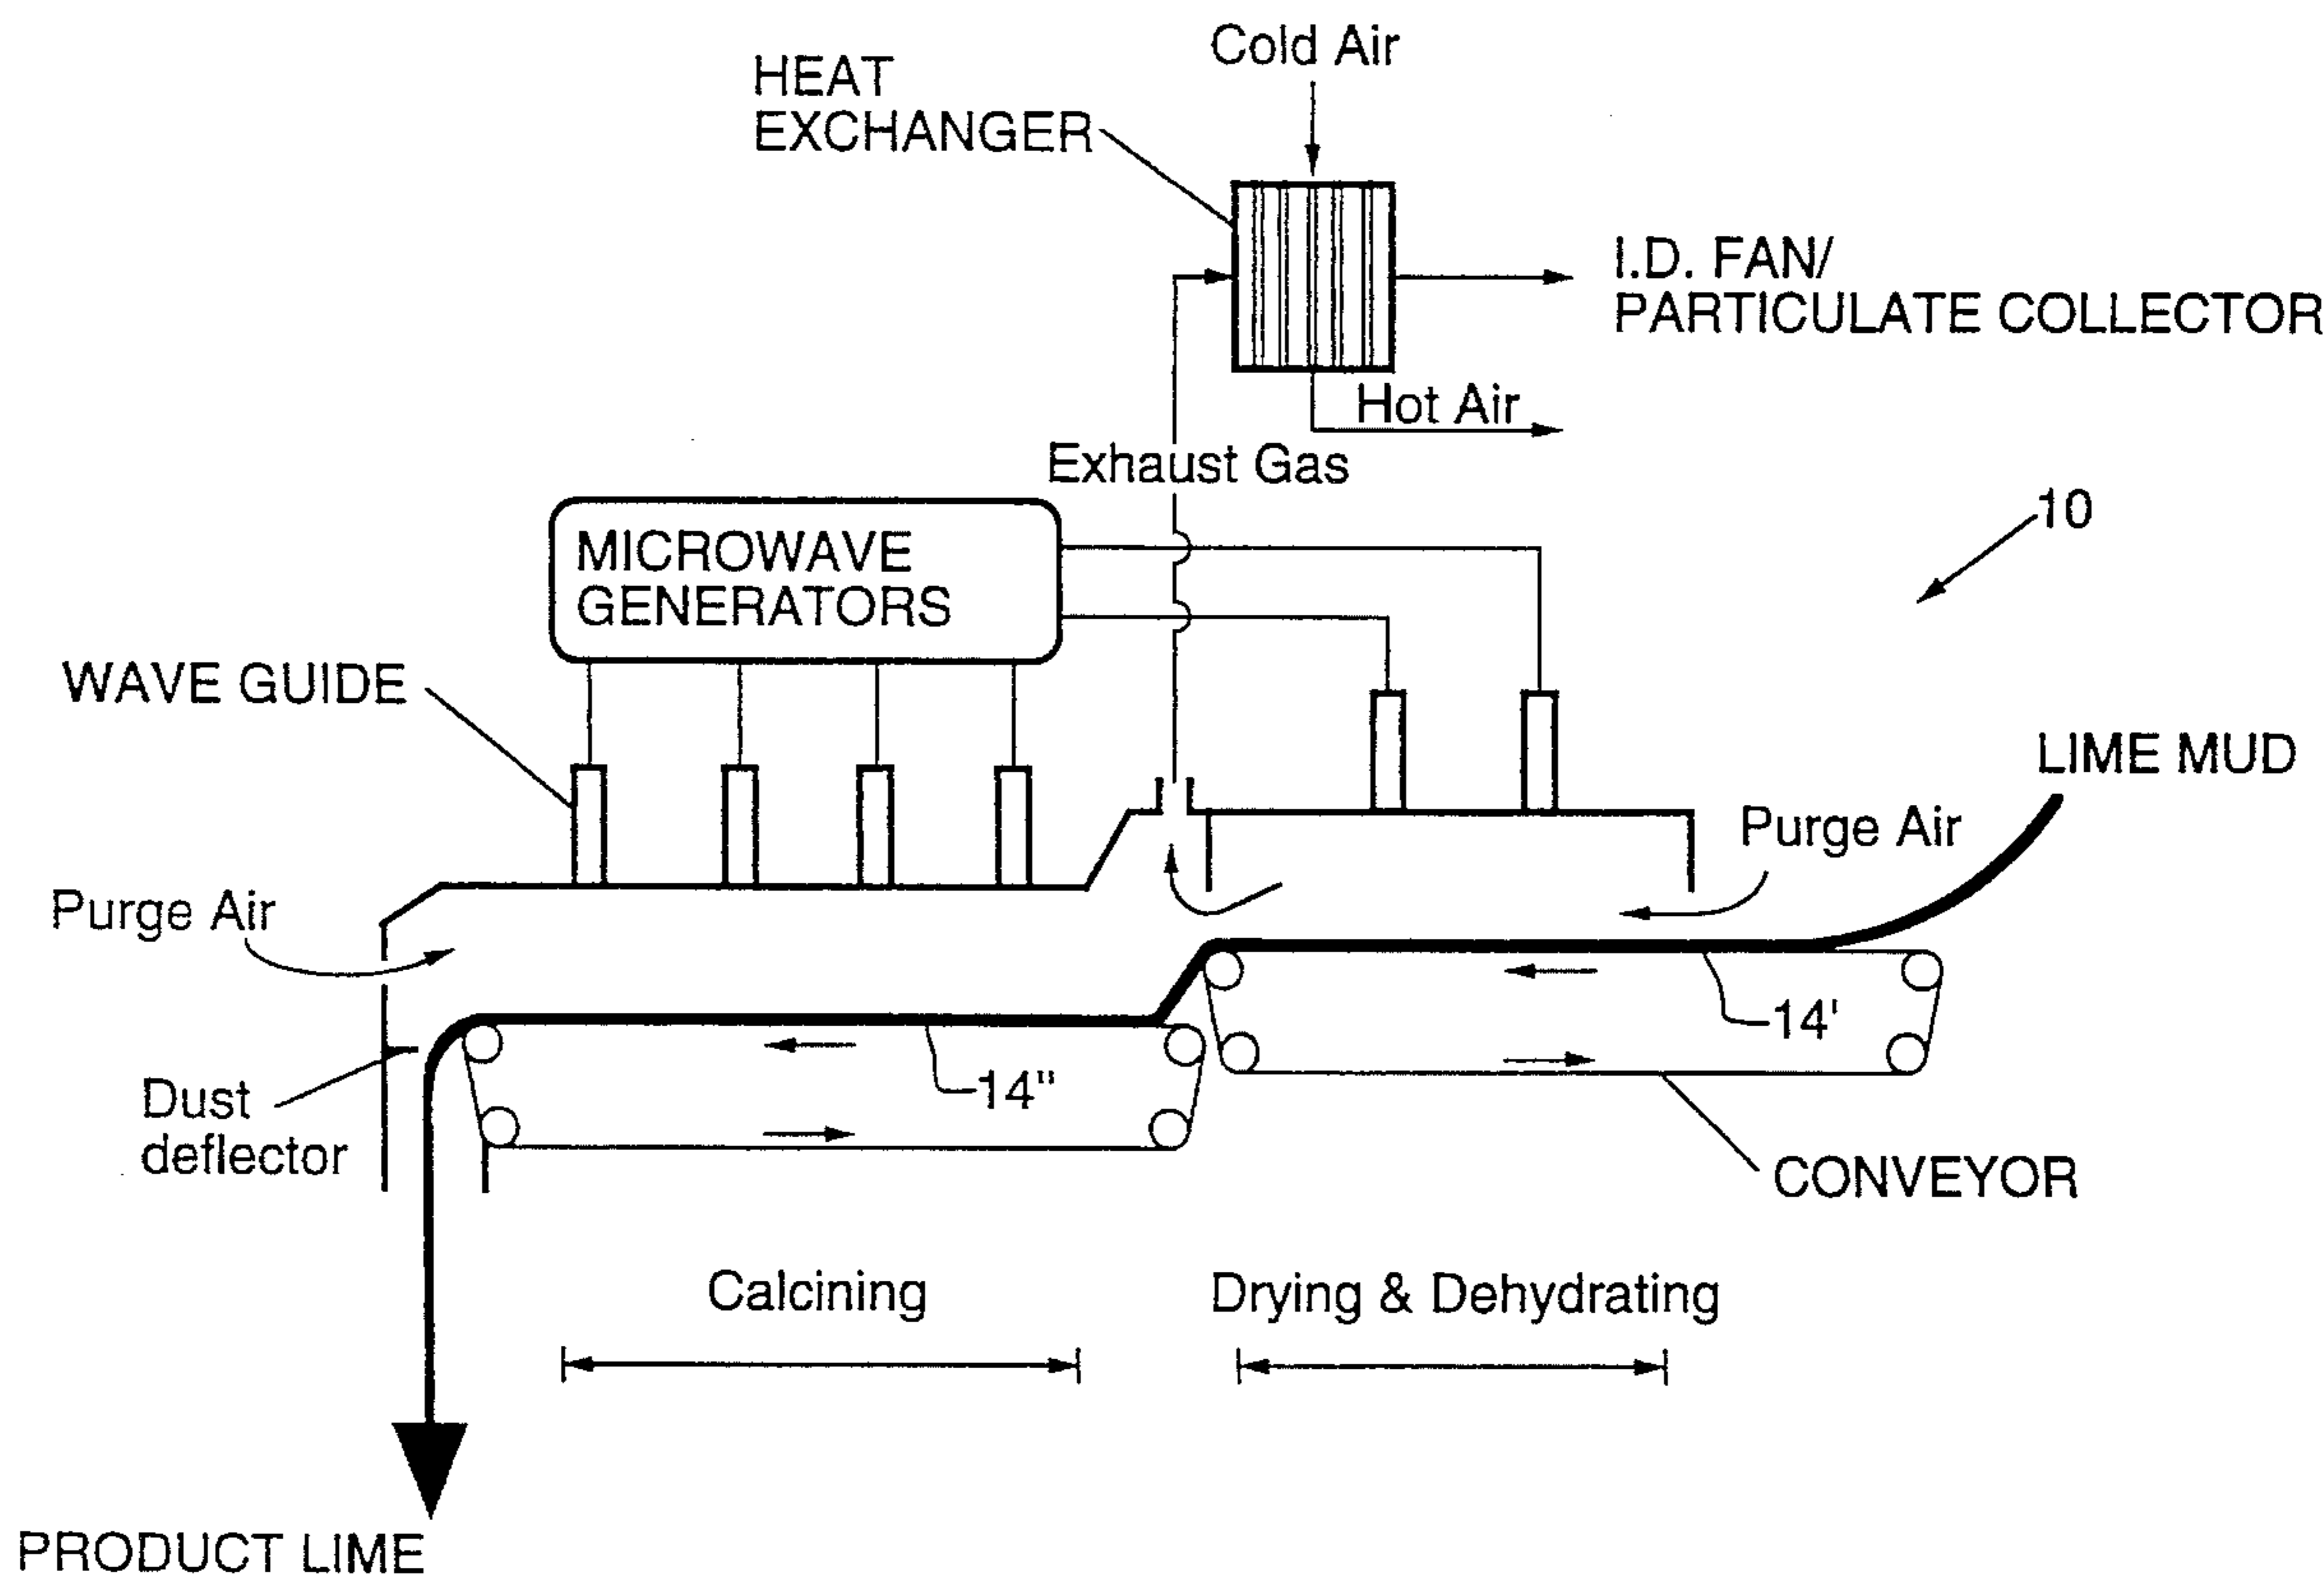 Cold Air
HEAT
EXCHANGER
I.D. FAN/
PARTICULATE COLLECTOR
Hot Air
Exhaust Gas
10
MICROWAVE
GENERATORS
WAVE GUIDE
LIME MUD
Purge Air
Purge Air
14'
14"
Dust
deflector
CONVEYOR
Calcining
Drying & Dehydrating
PRODUCT LIME